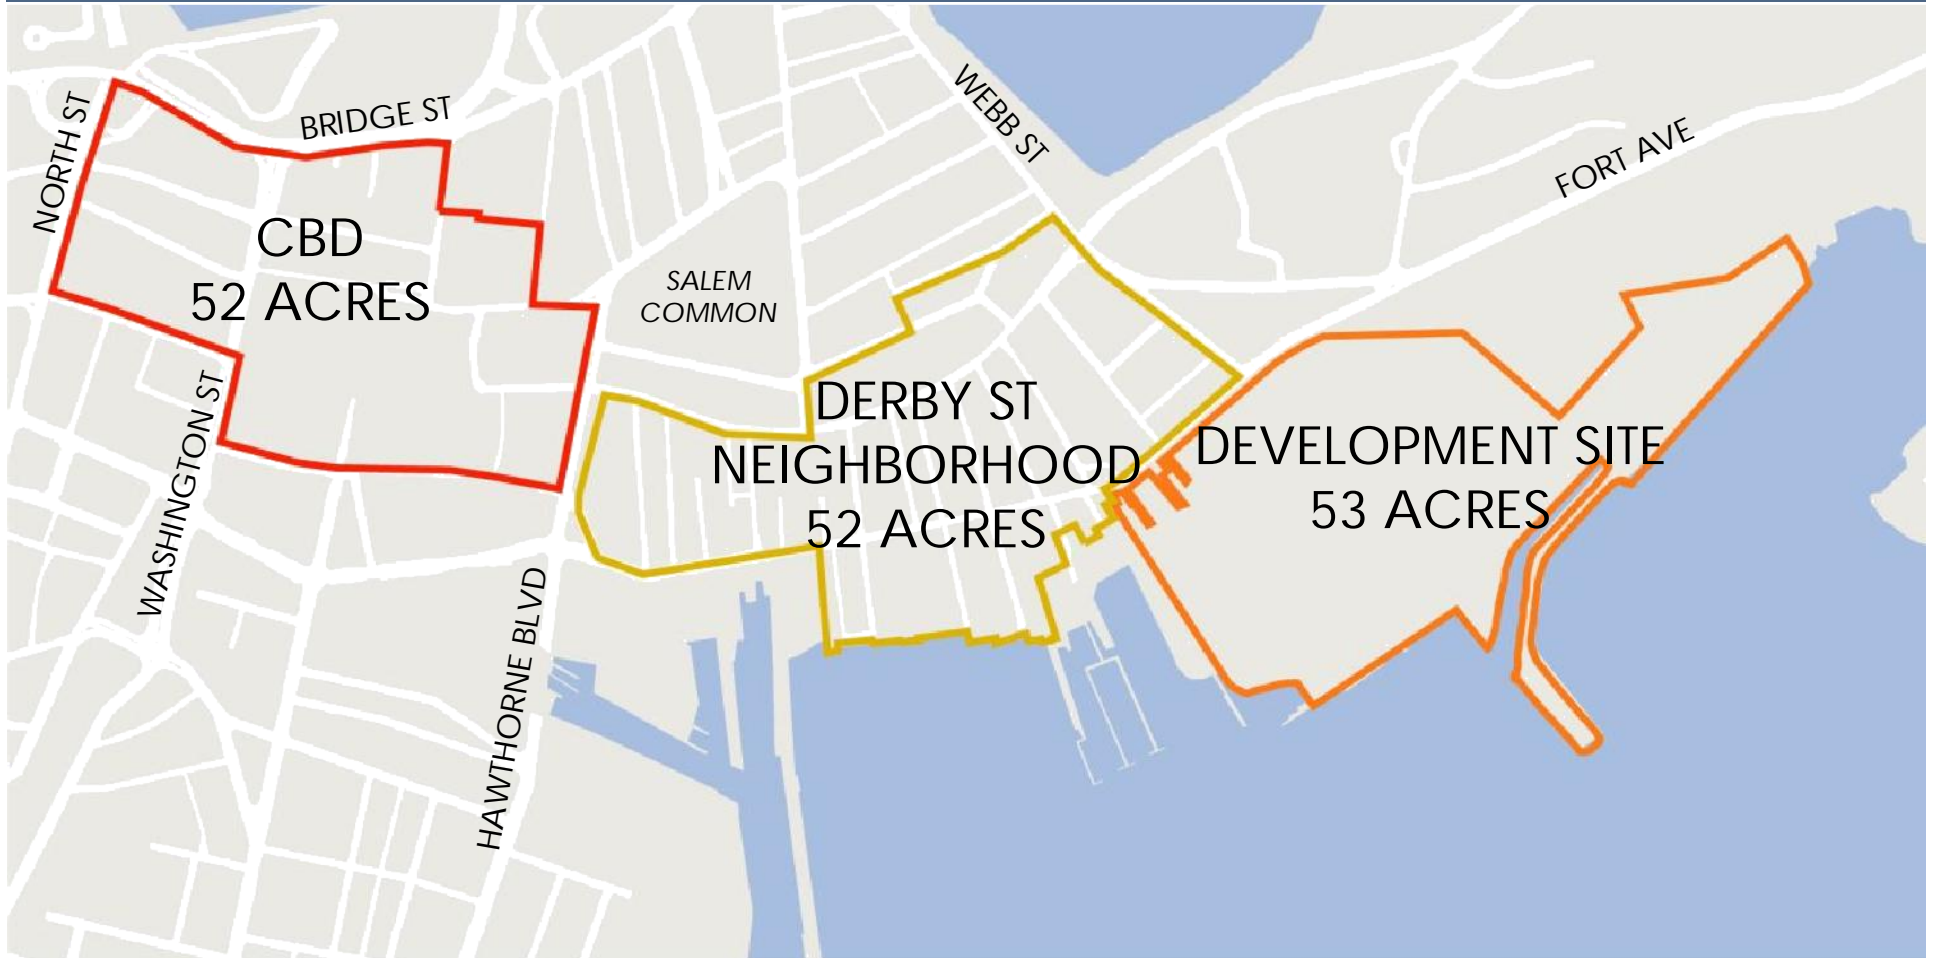 NORTH ST
BRIDGE ST
WEBB ST
FORT AVE
CBD
52 ACRES
SALEM
COMMON
WASHINGTON ST
DERBY ST
NEIGHBORHOOD
52 ACRES
DEVELOPMENT SITE
53 ACRES
HAWTHORNE BLVD